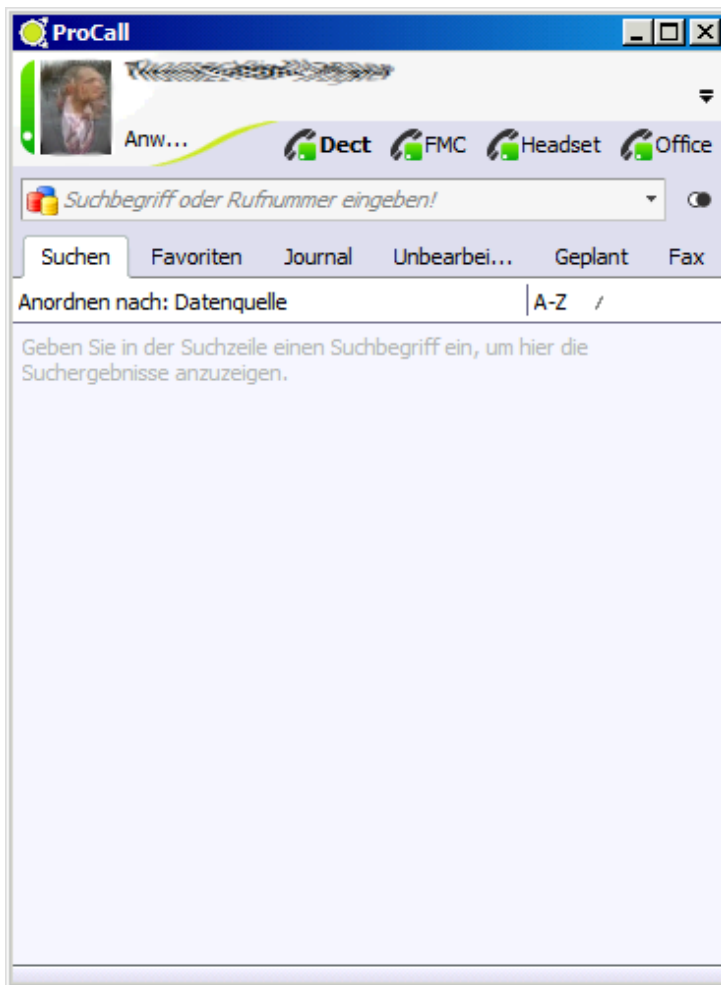 ProCall
Anw...
Dect FMC Headset Office
Suchbegriff oder Rufnummer eingeben!
Suchen Favoriten Journal Unbearbei... Geplant Fax
Anordnen nach: Datenquelle A-Z
Geben Sie in der Suchzeile einen Suchbegriff ein, um hier die
Suchergebnisse anzuzeigen.